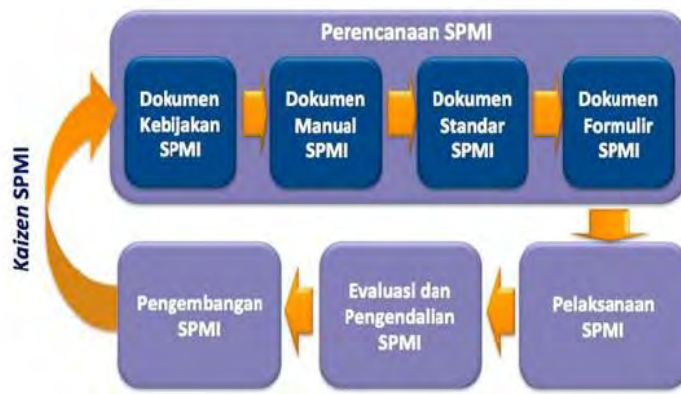 Perencanaan SPMI
Dokumen
Kebijakan
SPMI
Dokumen
Manual
SPMI
Dokumen
Standar
SPMI
Dokumen
Formulir
SPMI
Kaizen SPMI
Pengembangan
SPMI
Evaluasi dan
Pengendalian
SPMI
Pelaksanaan
SPMI